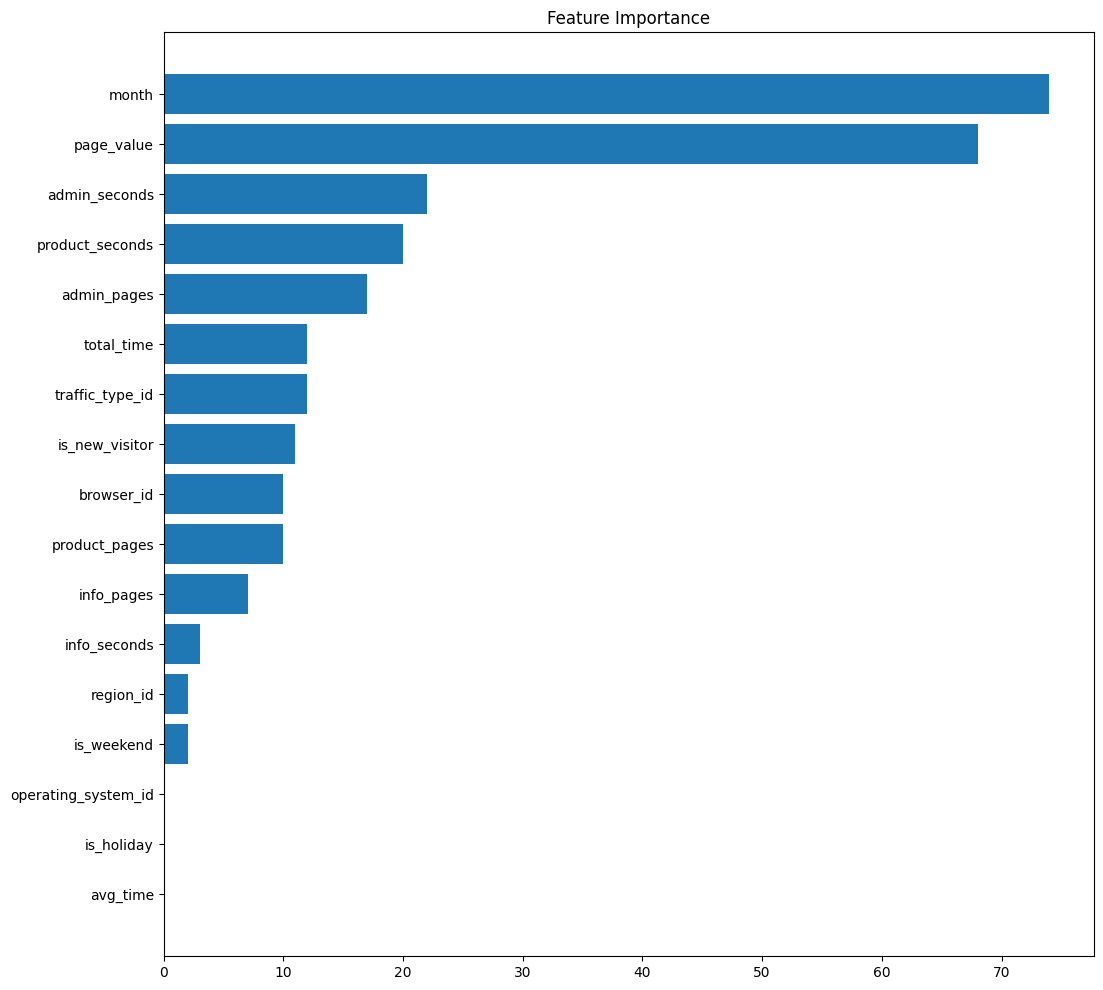 Feature Importance
month
page_value
admin_seconds
product_seconds
admin_pages
total_time
traffic_type_id
is_new_visitor
browser_id
product_pages
info_pages
info_seconds
region_id
is_weekend
operating_system_id
is_holiday
avg_time
0 10 20 30 40 50 60 70